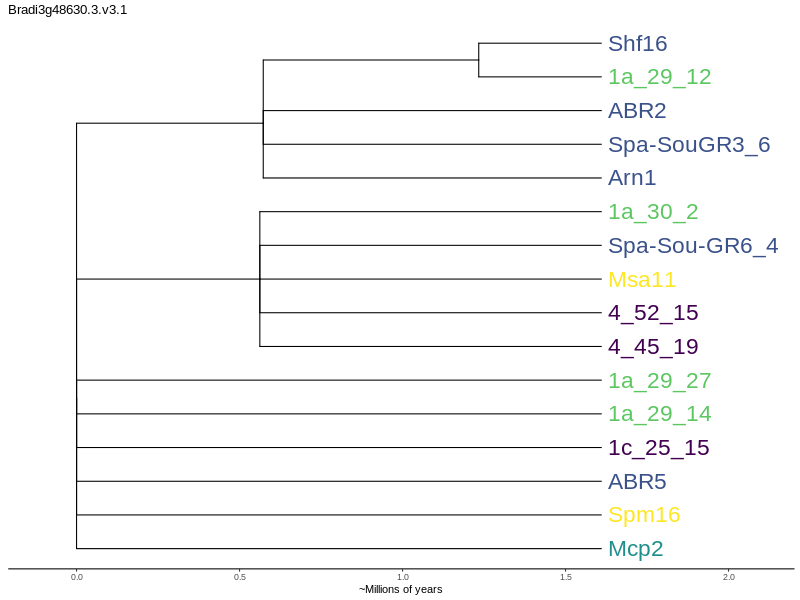 Bradi3g48630.3.v3.1
Shf16
1a_29_12
ABR2
Spa-SouGR3_6
Arn1
1a_30_2
Spa-Sou-GR6_4
Msa11
4_52_15
4_45_19
1a_29_27
1a_29_14
1c_25_15
ABR5
Spm16
Mcp2
0.0 0.5 1.0 1.5 2.0
~Millions of years